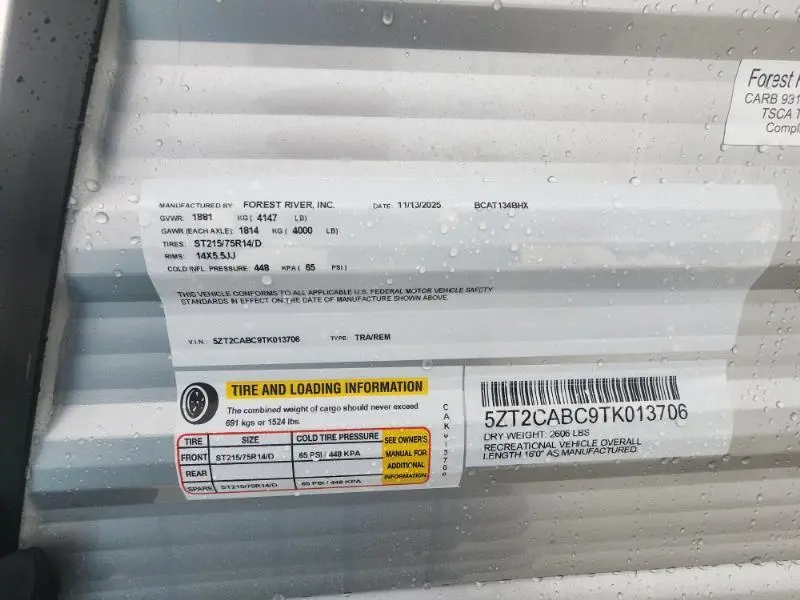 Forest
CARB 931
TSCA T
Compl
MANUFACTURED BY FOREST RIVER, INC. DATE: 11/13/2025 BCAT134BHX
GVWR: 1881 KG ( 4147 LB)
GAWR (EACH AXLE): 1814 KG ( 4000 LB)
TIRES: ST215/75R14/D
RIMS: 14X5.5JJ
COLD INFL. PRESSURE: 448 KPA ( 65 PSI )
THIS VEHICLE CONFORMS TO ALL APPLICABLE U.S. FEDERAL MOTOR VEHICLE SAFETY
STANDARDS IN EFFECT ON THE DATE OF MANUFACTURE SHOWN ABOVE.
V.I.N.: 5ZT2CABC9TK013706 TYPE: TRA/REM
TIRE AND LOADING INFORMATION
The combined weight of cargo should never exceed
691 kgs or 1524 lbs.
TIRE SIZE COLD TIRE PRESSURE SEE OWNER'S
MANUAL FOR
ADDITIONAL
INFORMATION
FRONT ST215/75R14/D 65 PSI / 448 KPA
REAR
SPARE ST215/75R14/D 65 PSI / 448 KPA
5ZT2CABC9TK013706
DRY WEIGHT: 2606 LBS
RECREATIONAL VEHICLE OVERALL
LENGTH 16'0" AS MANUFACTURED.